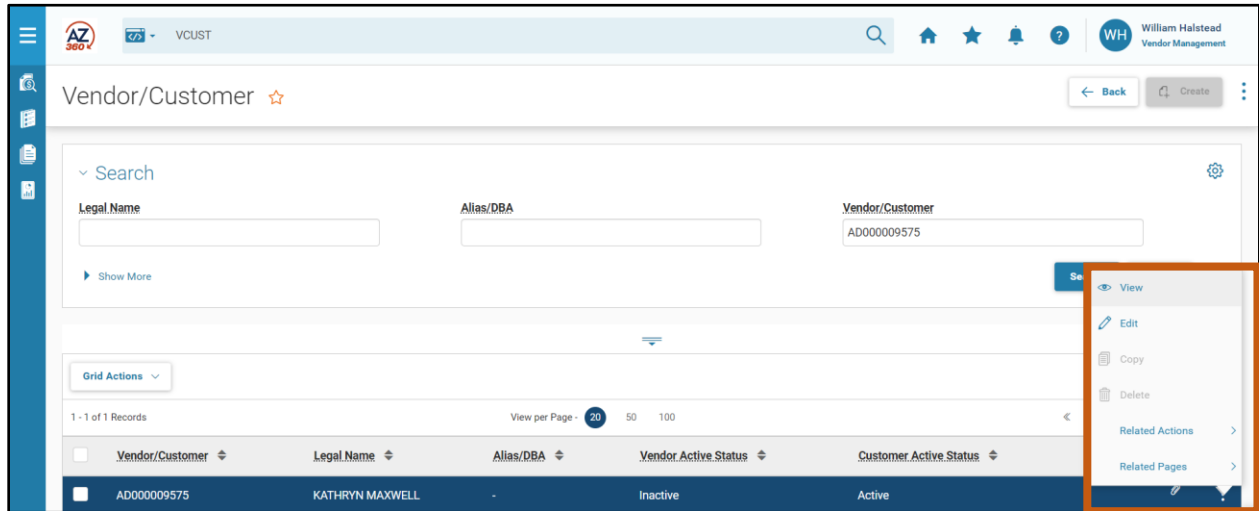 AZ
360
VCUST
?
WH
William Halstead
Vendor Management
Vendor/Customer
Back
Create
Search
Legal Name
Alias/DBA
Vendor/Customer
AD000009575
Show More
Se
View
Edit
Copy
Delete
Related Actions
Related Pages
Grid Actions
1 - 1 of 1 Records
View per Page - 20 50 100
Vendor/Customer Legal Name Alias/DBA Vendor Active Status Customer Active Status
AD000009575 KATHRYN MAXWELL - Inactive Active